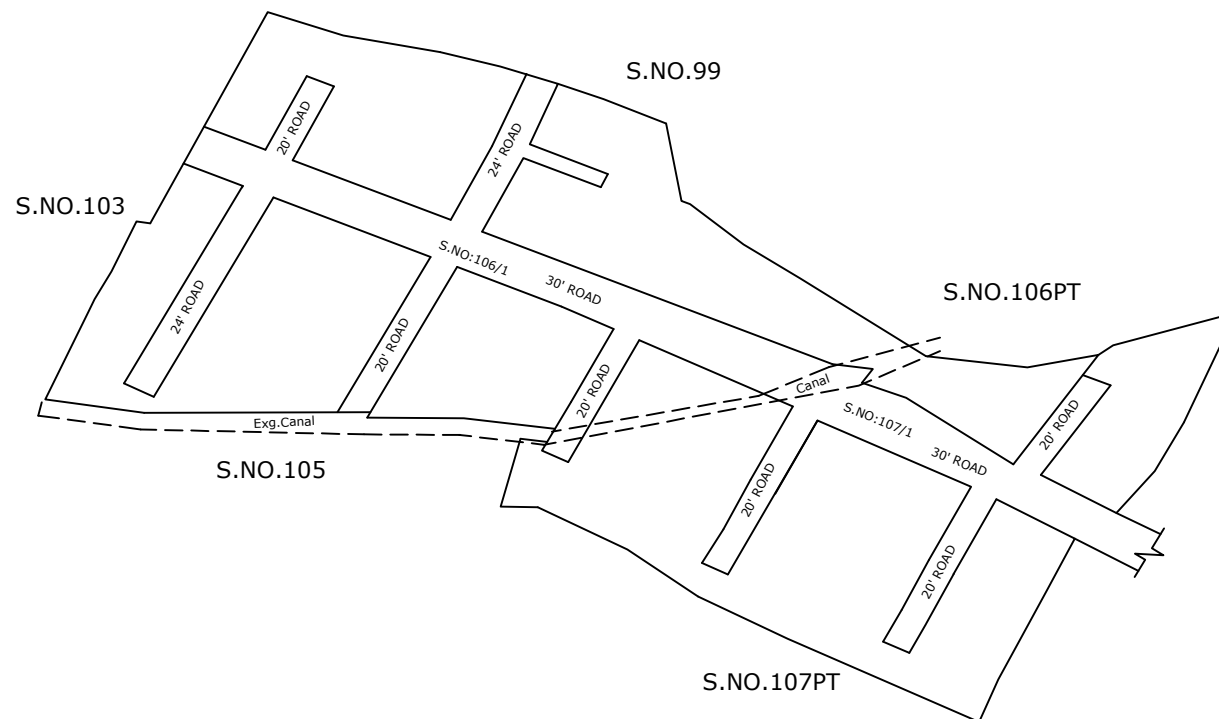 S.NO.99
20' ROAD
24' ROAD
S.NO.103
S.NO:106/1
30' ROAD
S.NO.106PT
24' ROAD
20' ROAD
20' ROAD
Canal
S.NO:107/1
20' ROAD
Exg.Canal
30' ROAD
S.NO.105
20' ROAD
20' ROAD
S.NO.107PT